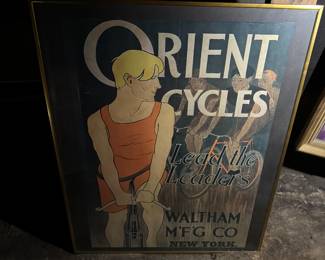 ORIENT
CYCLES
Lead the
Leaders
WALTHAM
M'F'G CO
NEW YORK.